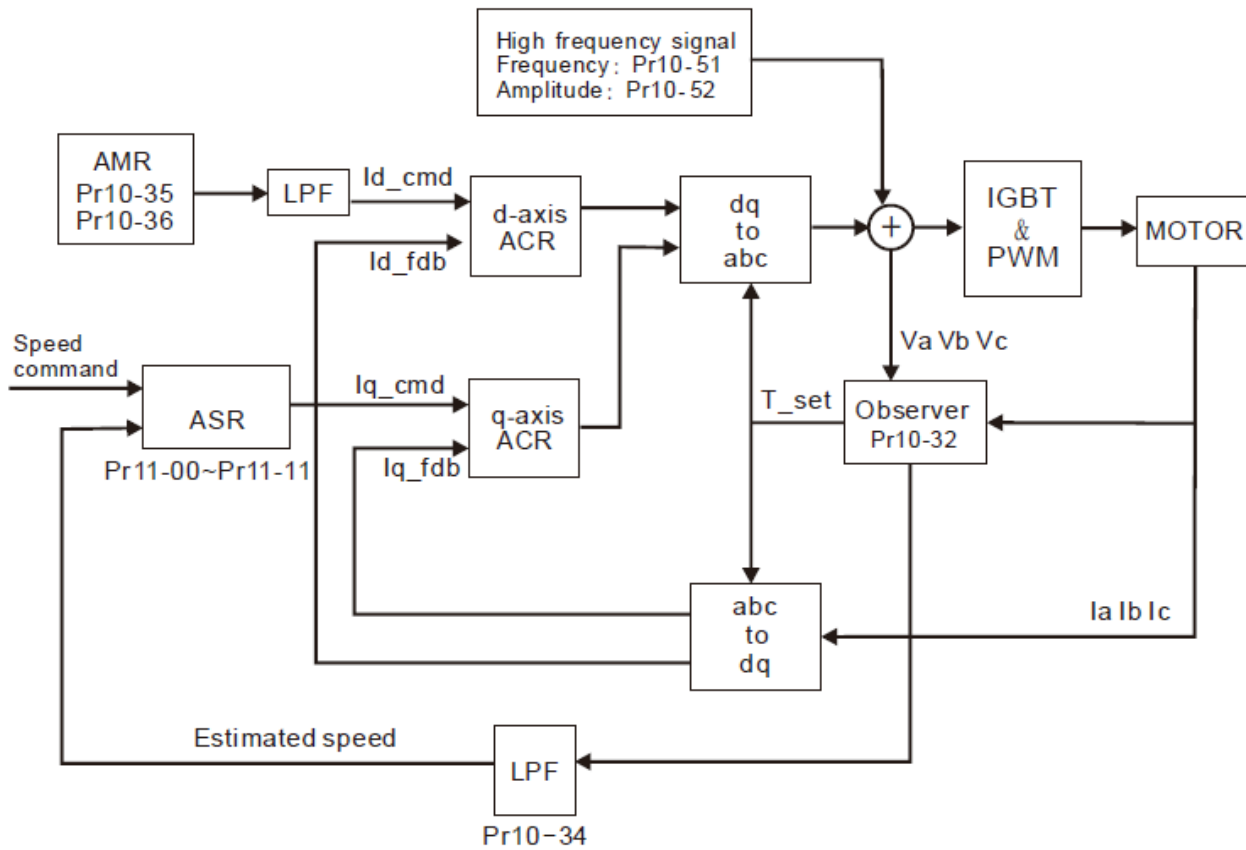 High frequency signal
Frequency: Pr10-51
Amplitude: Pr10-52
AMR
Pr10-35
Pr10-36
LPF
Id_cmd
Id_fdb
d-axis
ACR
dq
to
abc
+
IGBT
&
PWM
MOTOR
Speed
command
ASR
Pr11-00~Pr11-11
Iq_cmd
Iq_fdb
q-axis
ACR
T_set
Va Vb Vc
Observer
Pr10-32
abc
to
dq
Ia Ib Ic
Estimated speed
LPF
Pr10-34